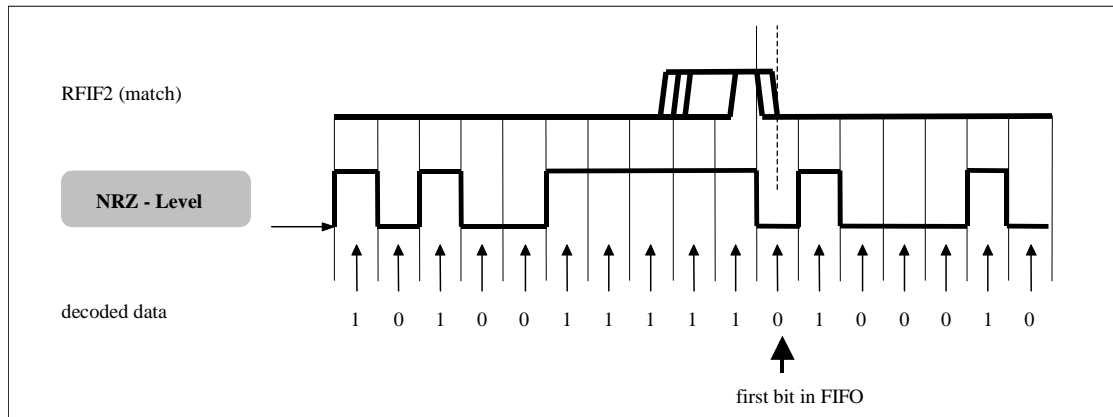 RFIF2 (match)
NRZ - Level
decoded data
1 0 1 0 0 1 1 1 1 1 0 1 0 0 0 1 0
first bit in FIFO